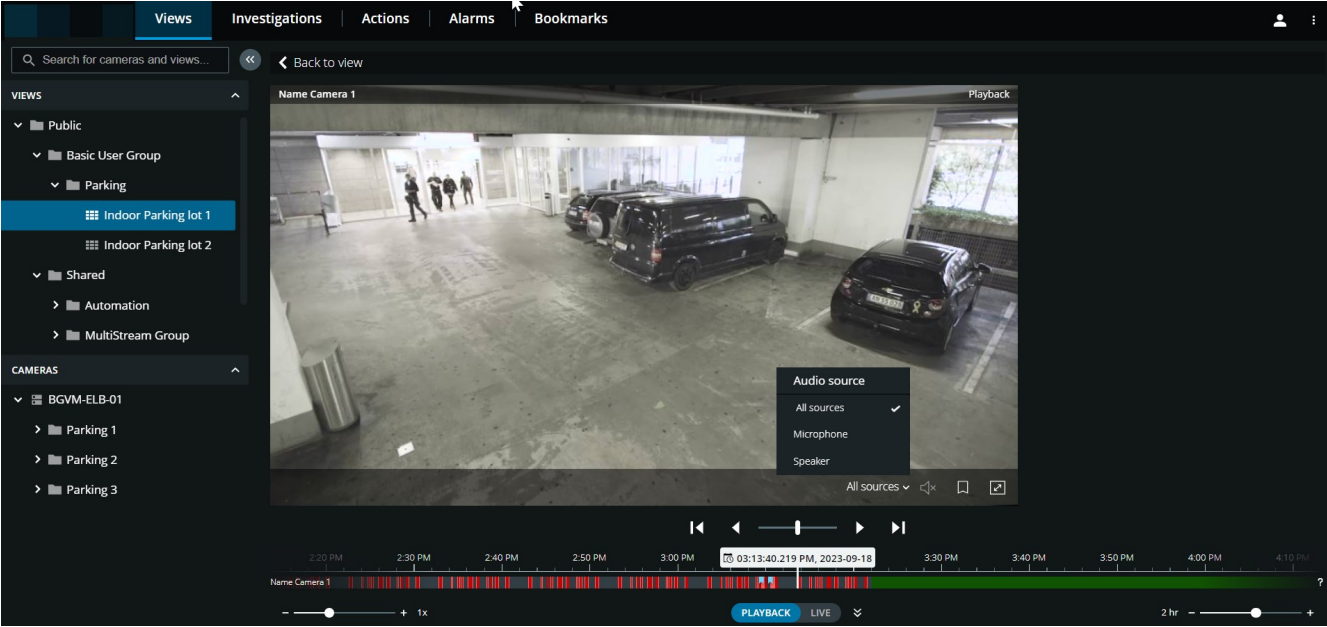 Views Investigations Actions Alarms Bookmarks
Search for cameras and views...
Back to view
VIEWS
Public
Basic User Group
Parking
Indoor Parking lot 1
Indoor Parking lot 2
Shared
Automation
MultiStream Group
CAMERAS
BGVM-ELB-01
Parking 1
Parking 2
Parking 3
Name Camera 1 Playback
Audio source
All sources
Microphone
Speaker
All sources
2:20 PM 2:30 PM 2:40 PM 2:50 PM 3:00 PM 03:13:40.219 PM, 2023-09-18 3:30 PM 3:40 PM 3:50 PM 4:00 PM 4:10 PM
Name Camera 1 ?
1x PLAYBACK LIVE 2 hr